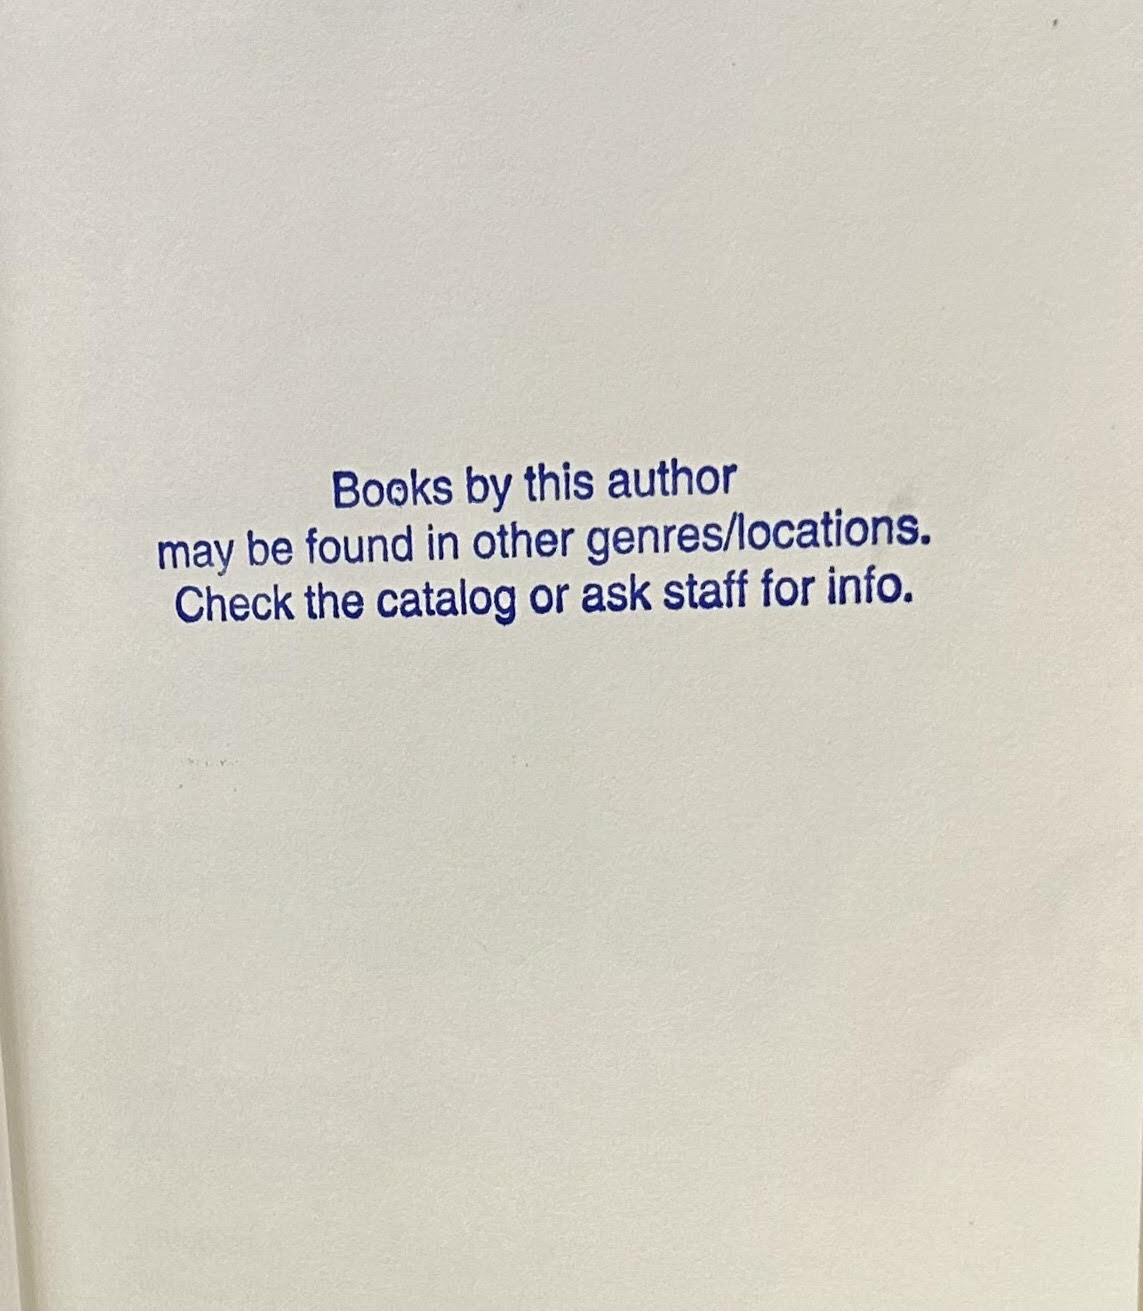 Books by this author
may be found in other genres/locations.
Check the catalog or ask staff for info.